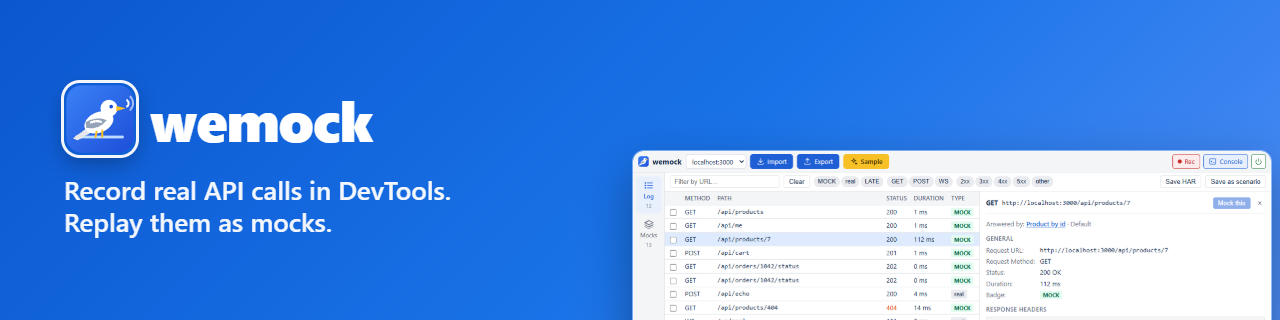 wemock
Record real API calls in DevTools.
Replay them as mocks.
wemock localhost:3000 Import Export Sample Rec Console
Log
12
Mocks
13
Filter by URL... Clear MOCK real LATE GET POST WS 2xx 3xx 4xx 5xx other Save HAR Save as scenario
METHOD PATH STATUS DURATION TYPE
GET /api/products 200 1 ms MOCK
GET /api/me 200 1 ms MOCK
GET /api/products/7 200 112 ms MOCK
POST /api/cart 201 1 ms MOCK
GET /api/orders/1042/status 202 0 ms MOCK
GET /api/orders/1042/status 202 0 ms MOCK
POST /api/echo 200 4 ms real
GET /api/products/404 404 14 ms MOCK
GET http://localhost:3000/api/products/7 Mock this ×
Answered by: Product by id · Default
GENERAL
Request URL: http://localhost:3000/api/products/7
Request Method: GET
Status: 200 OK
Duration: 112 ms
Badge: MOCK
RESPONSE HEADERS